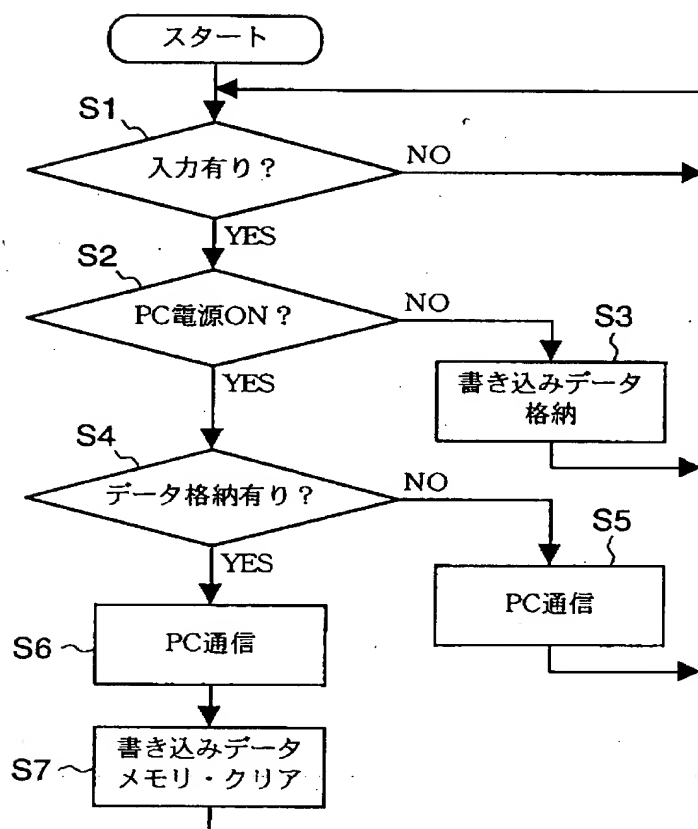 スタート
S1
入力有り？
NO
YES
S2
PC電源ON？
NO
YES
S3
書き込みデータ
格納
S4
データ格納有り？
NO
YES
S5
PC通信
S6
PC通信
S7
書き込みデータ
メモリ・クリア